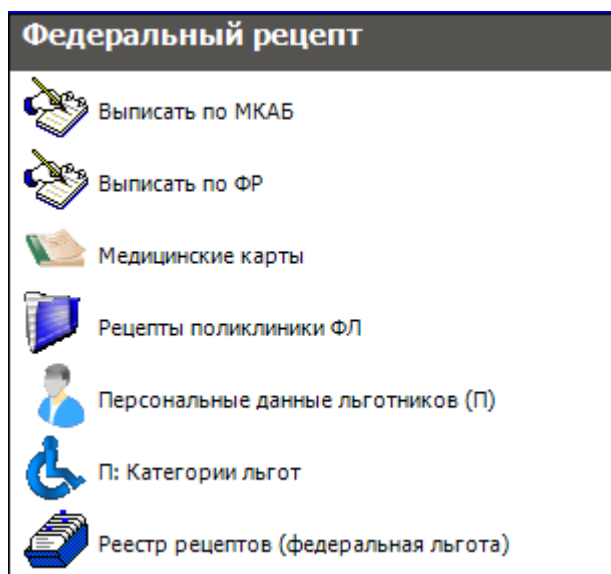 Федеральный рецепт
Выписать по МКАБ
Выписать по ФР
Медицинские карты
Рецепты поликлиники ФЛ
Персональные данные льготников (П)
П: Категории льгот
Реестр рецептов (федеральная льгота)